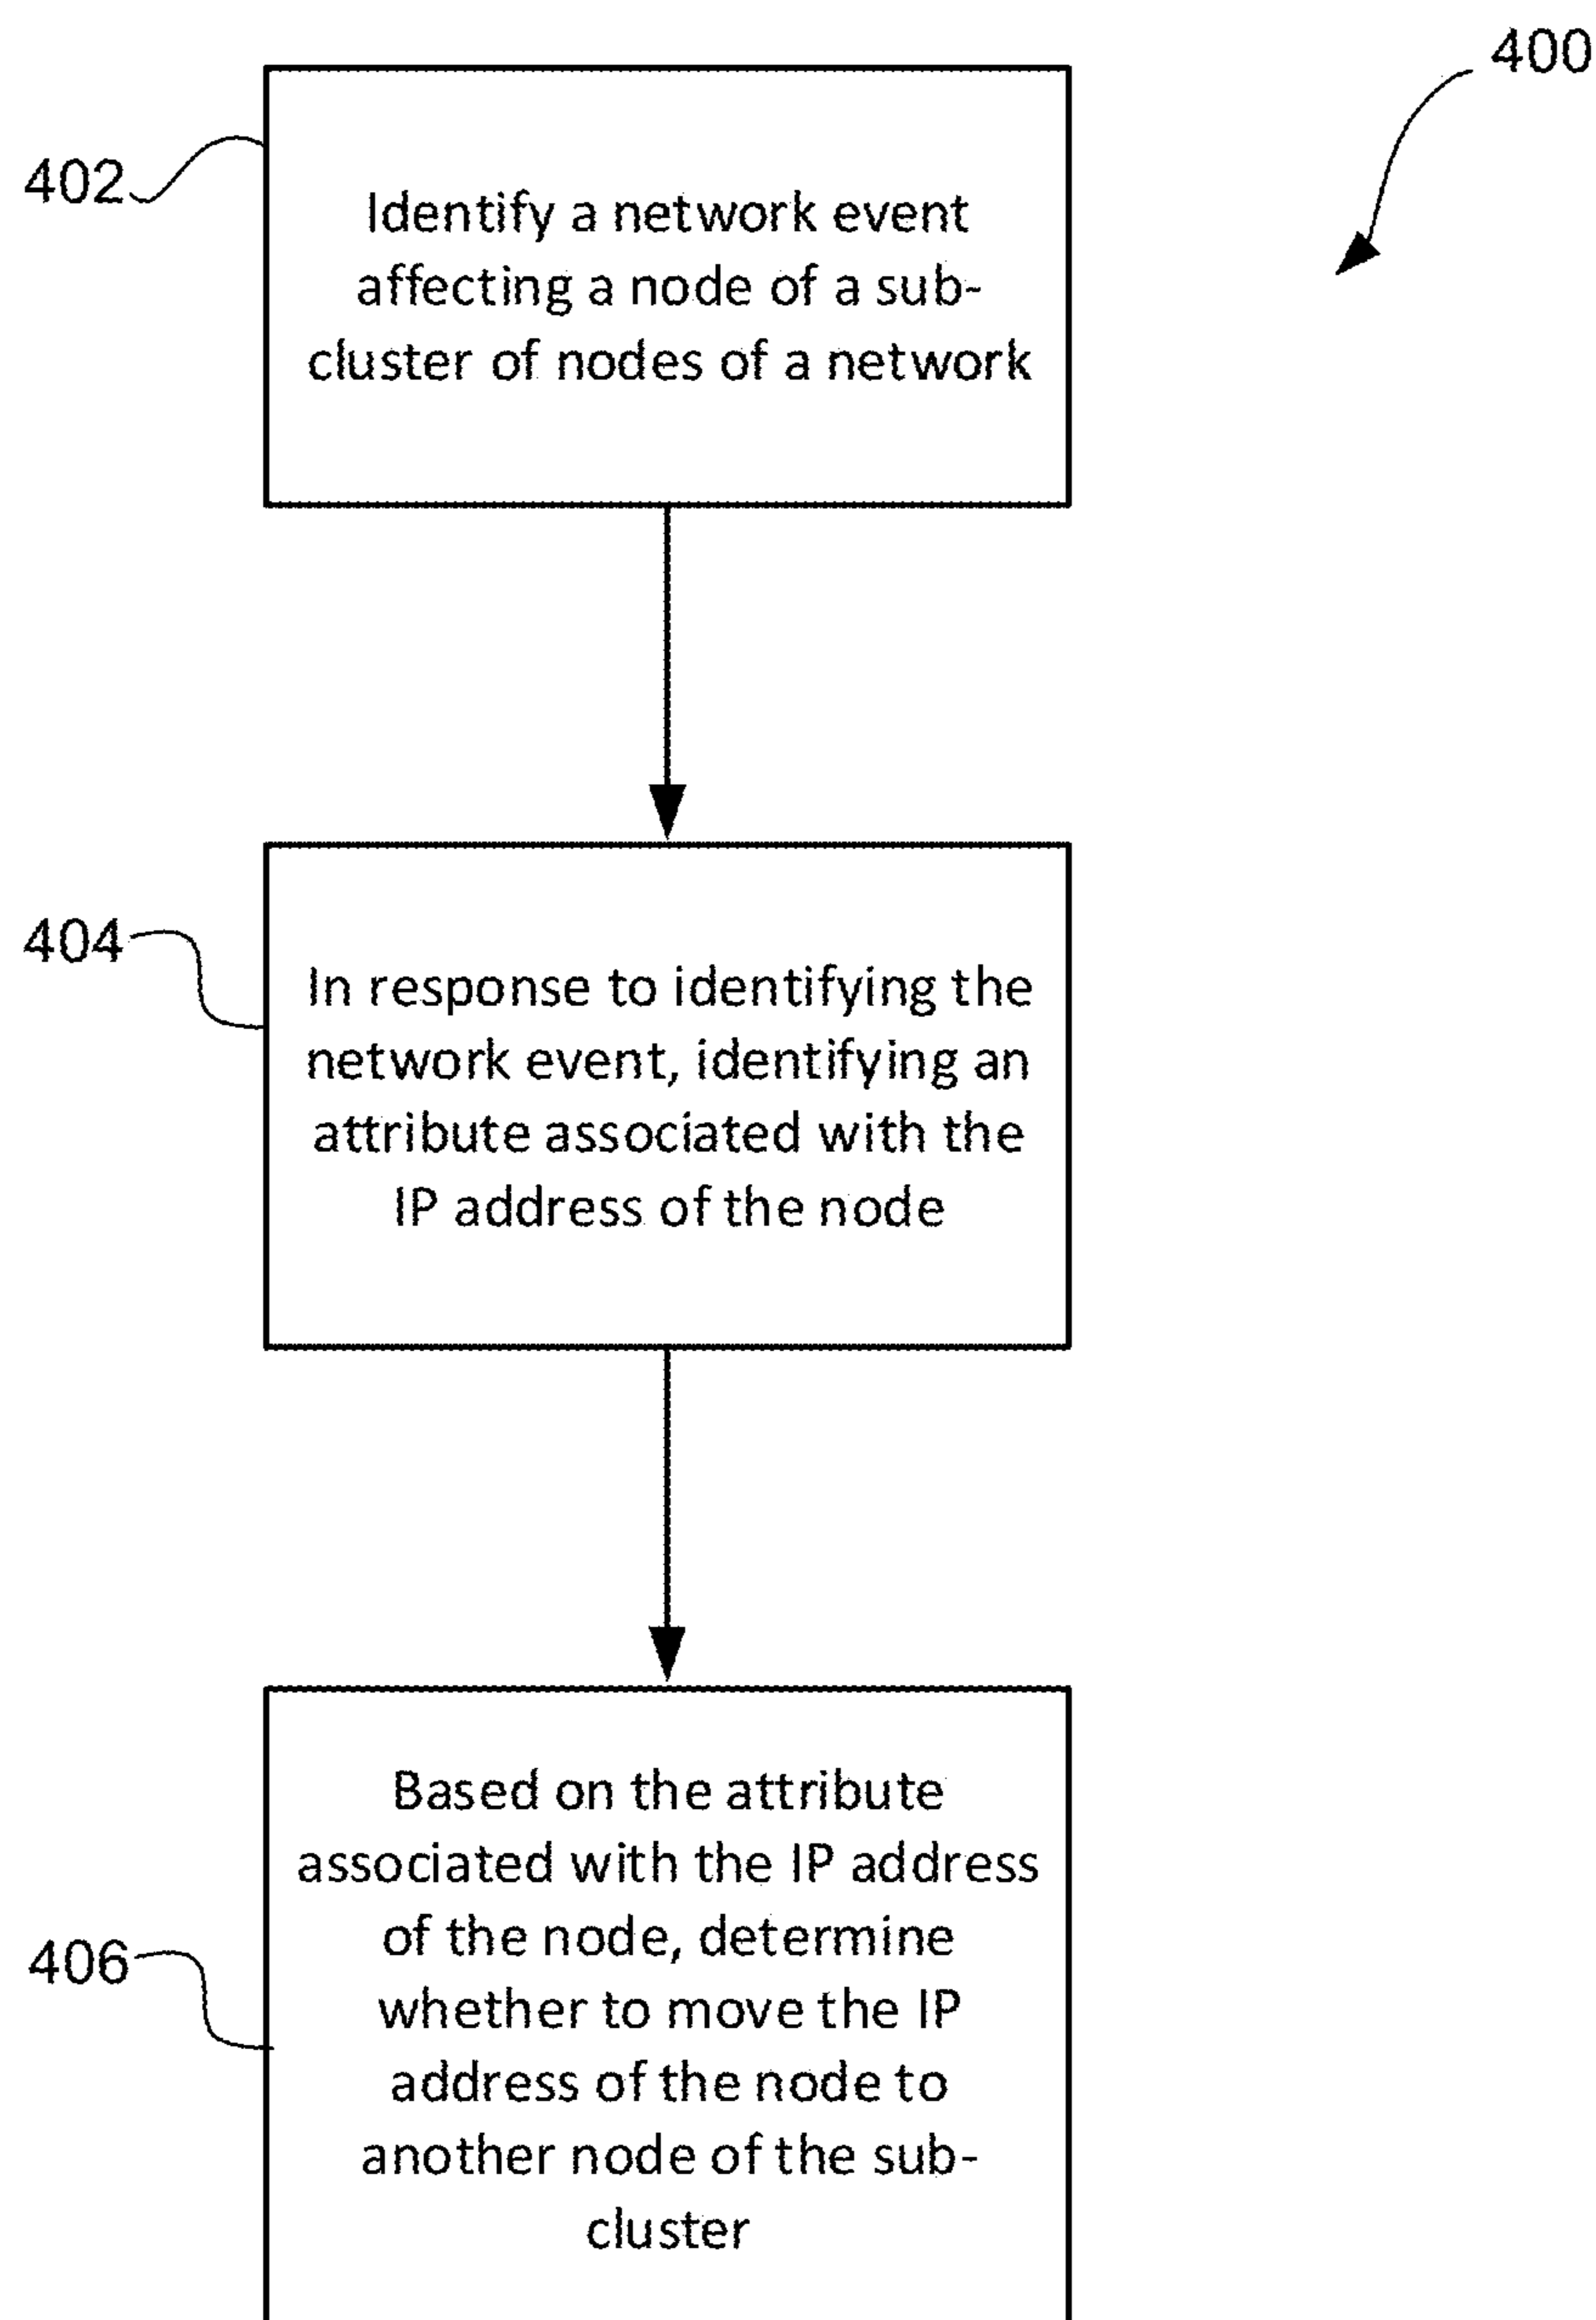 400
402
Identify a network event
affecting a node of a sub-
cluster of nodes of a network
404
In response to identifying the
network event, identifying an
attribute associated with the
IP address of the node
Based on the attribute
associated with the IP address
of the node, determine
406
whether to move the IP
address of the node to
another node of the sub-
cluster